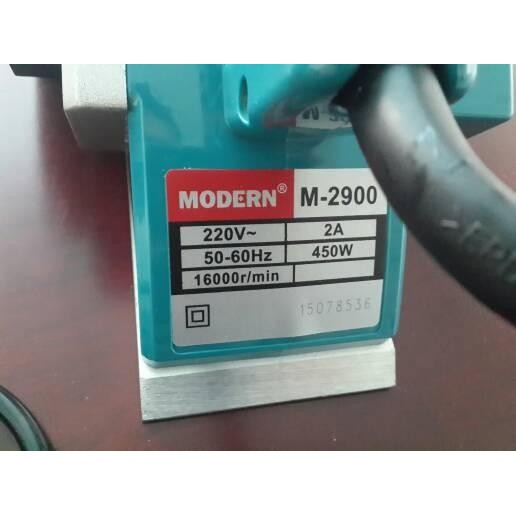 MODERN® M-2900
220V~ 2A
50-60Hz 450W
16000r/min
15078536